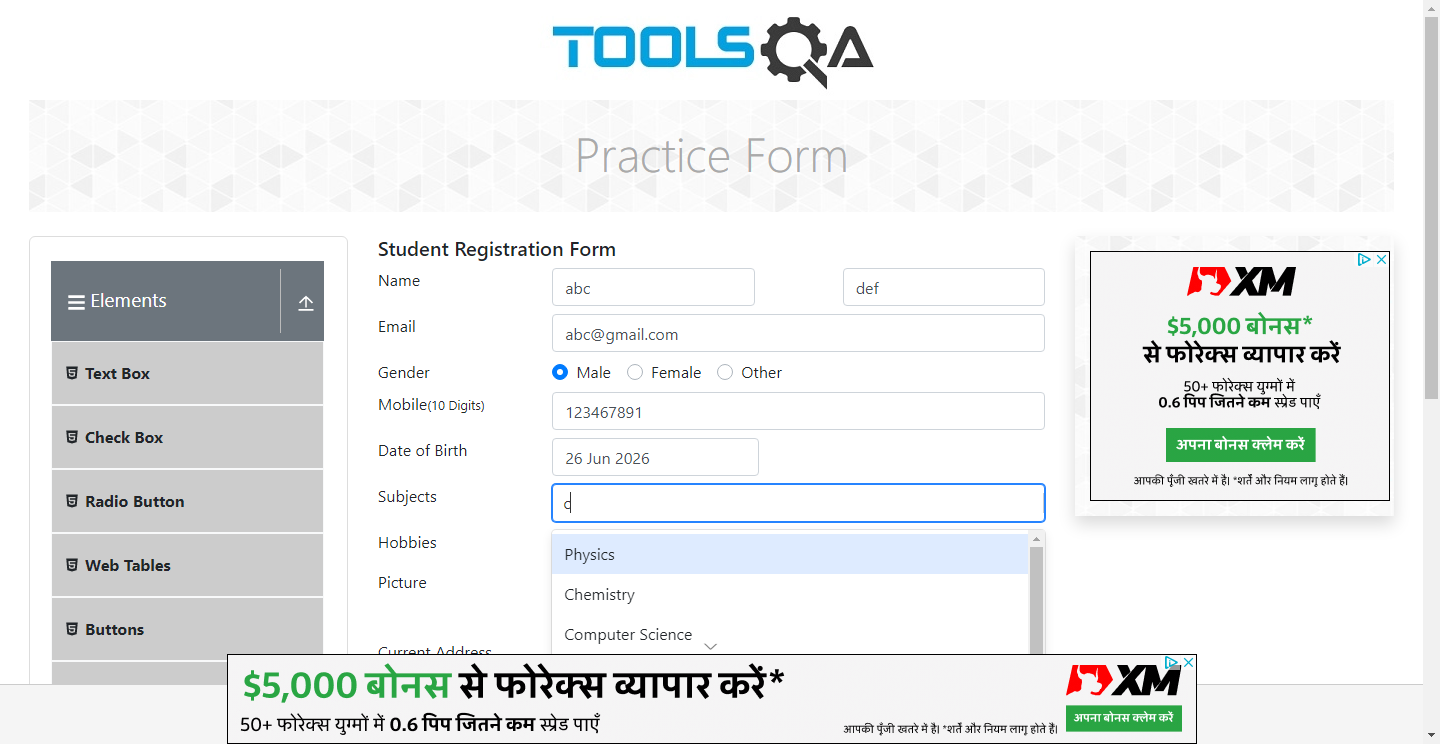 TOOLSQA
Practice Form
Elements
Text Box
Check Box
Radio Button
Web Tables
Buttons
Student Registration Form
Name
abc
def
Email
abc@gmail.com
Gender
Male
Female
Other
Mobile(10 Digits)
123467891
Date of Birth
26 Jun 2026
Subjects
c
Hobbies
Physics
Chemistry
Computer Science
Picture
Current Address
XM
$5,000 बोनस*
से फोरेक्स व्यापार करें
50+ फोरेक्स युग्मों में
0.6 पिप जितने कम स्प्रेड पाएँ
अपना बोनस क्लेम करें
आपकी पूँजी खतरे में है। *शर्तें और नियम लागू होते हैं।
$5,000 बोनस से फोरेक्स व्यापार करें*
50+ फोरेक्स युग्मों में 0.6 पिप जितने कम स्प्रेड पाएँ
आपकी पूँजी खतरे में है। *शर्तें और नियम लागू होते हैं।
XM
अपना बोनस क्लेम करें